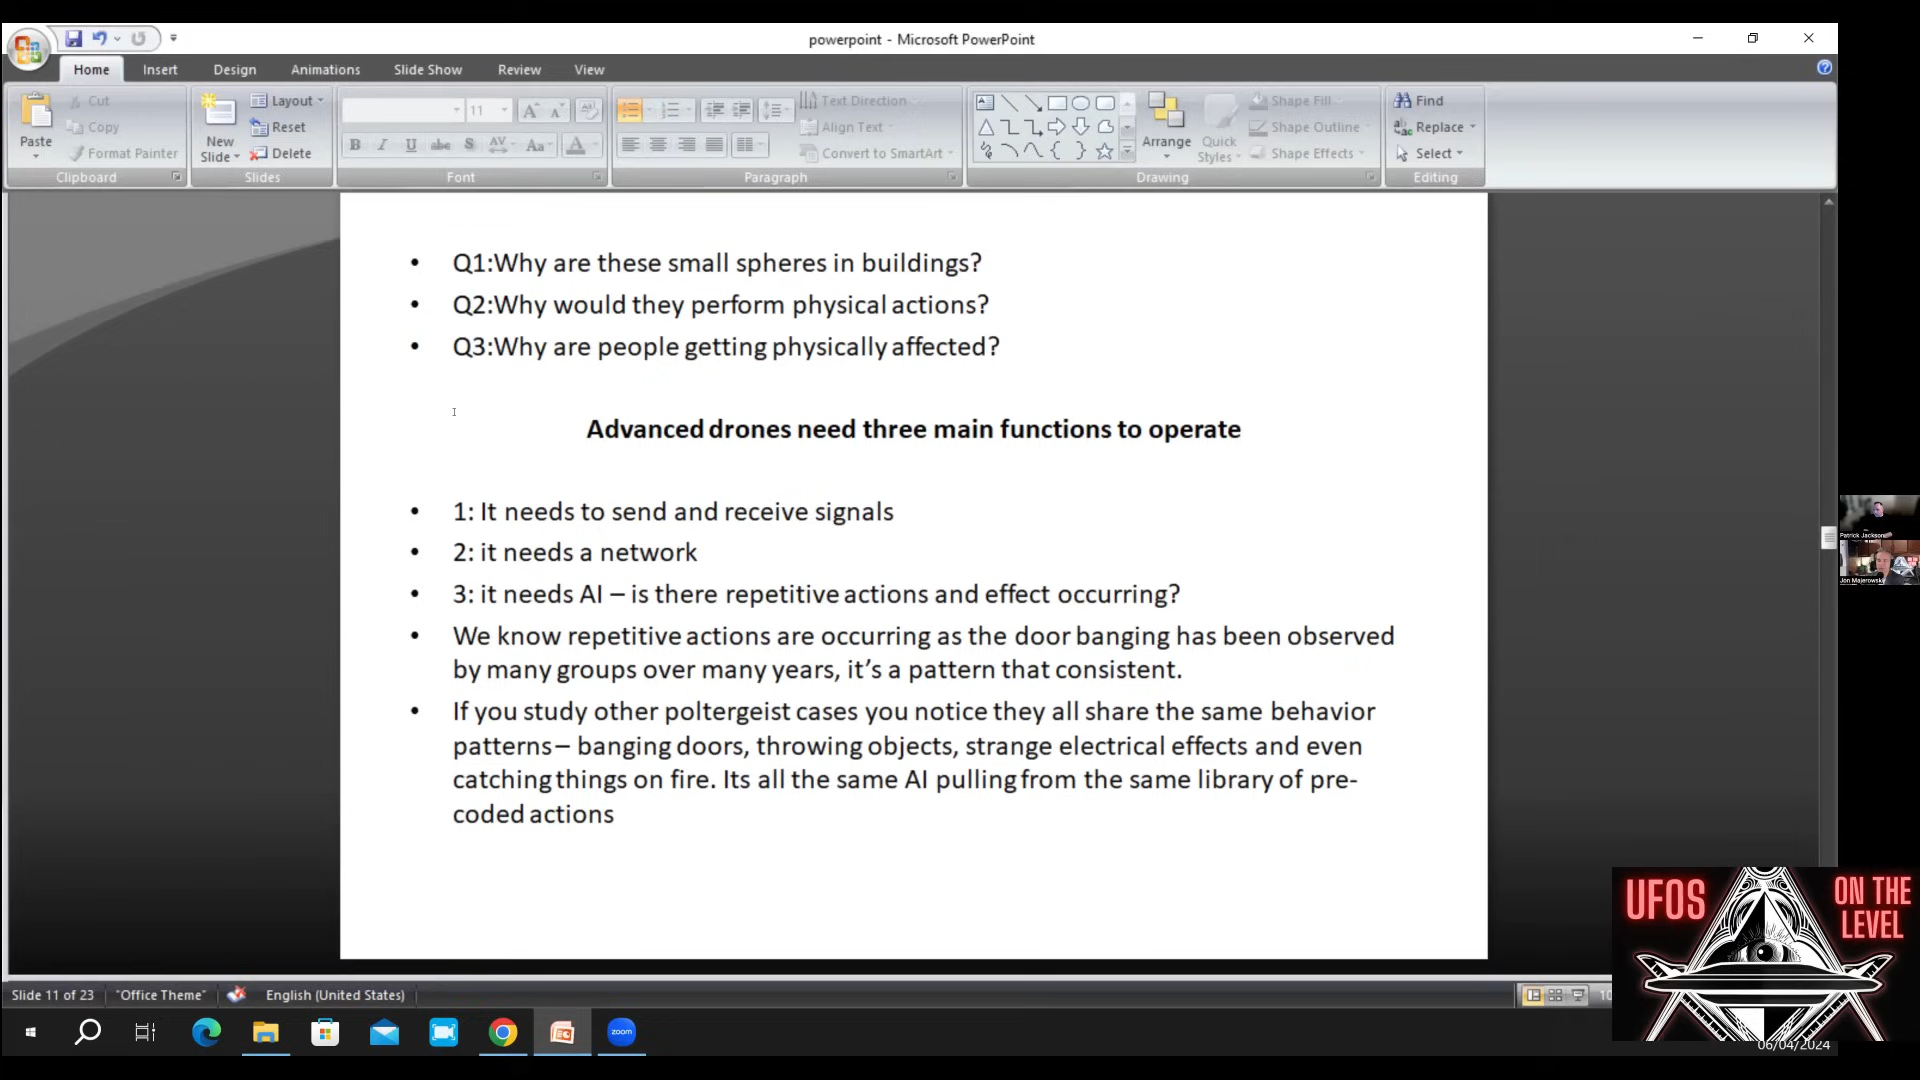 powerpoint - Microsoft PowerPoint
Home Insert Design Animations Slide Show Review View
Paste
Cut
Copy
Format Painter
Clipboard
New Slide
Layout
Reset
Delete
Slides
11
Font
Text Direction
Align Text
Convert to SmartArt
Paragraph
Arrange
Quick Styles
Shape Fill
Shape Outline
Shape Effects
Drawing
Find
Replace
Select
Editing
• Q1:Why are these small spheres in buildings?
• Q2:Why would they perform physical actions?
• Q3:Why are people getting physically affected?
Advanced drones need three main functions to operate
• 1: It needs to send and receive signals
• 2: it needs a network
• 3: it needs AI – is there repetitive actions and effect occurring?
• We know repetitive actions are occurring as the door banging has been observed
by many groups over many years, it's a pattern that consistent.
• If you study other poltergeist cases you notice they all share the same behavior
patterns – banging doors, throwing objects, strange electrical effects and even
catching things on fire. Its all the same AI pulling from the same library of pre-
coded actions
Patrick Jackson
Jon Majerowski
UFOS ON THE
LEVEL
Slide 11 of 23 "Office Theme" English (United States) 10
zoom
06/04/2024